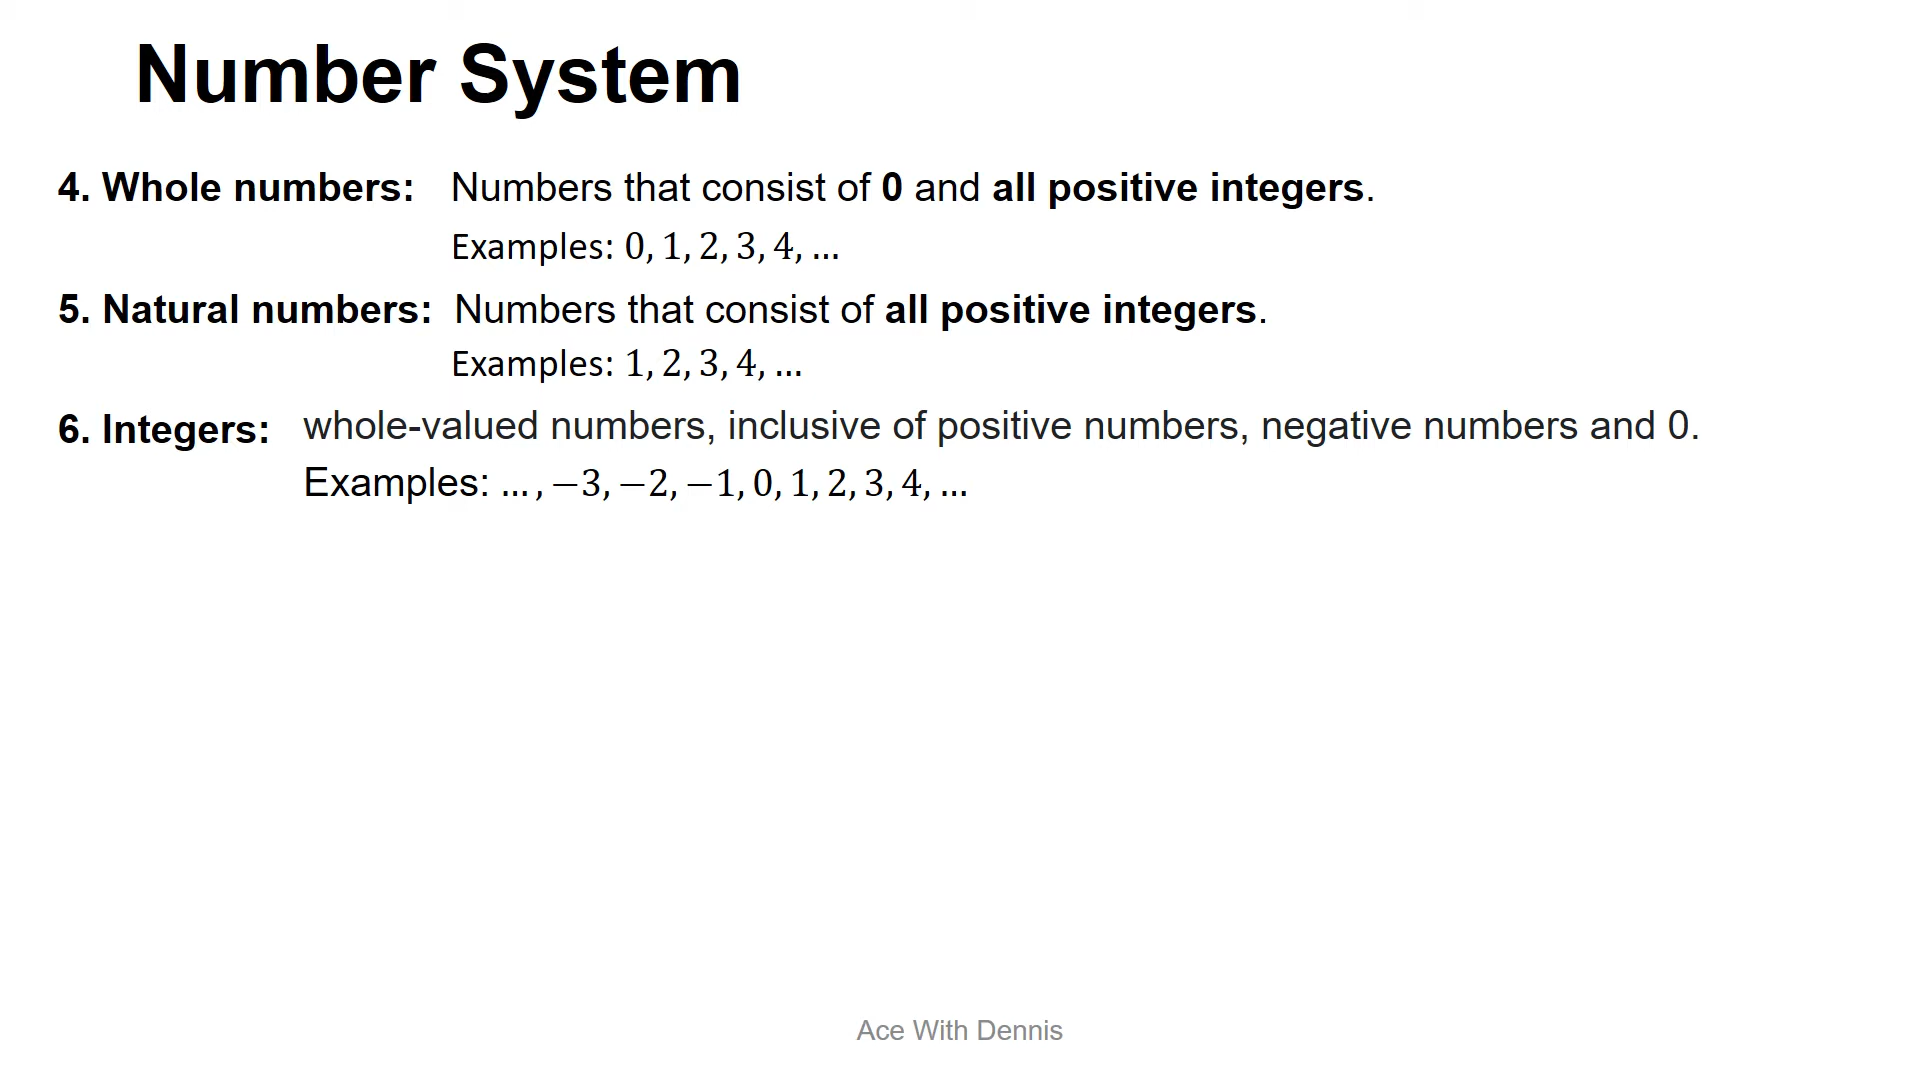 Number System
4. Whole numbers: Numbers that consist of 0 and all positive integers.
Examples: 0, 1, 2, 3, 4, …
5. Natural numbers: Numbers that consist of all positive integers.
Examples: 1, 2, 3, 4, …
6. Integers: whole-valued numbers, inclusive of positive numbers, negative numbers and 0.
Examples: … , −3, −2, −1, 0, 1, 2, 3, 4, …
Ace With Dennis